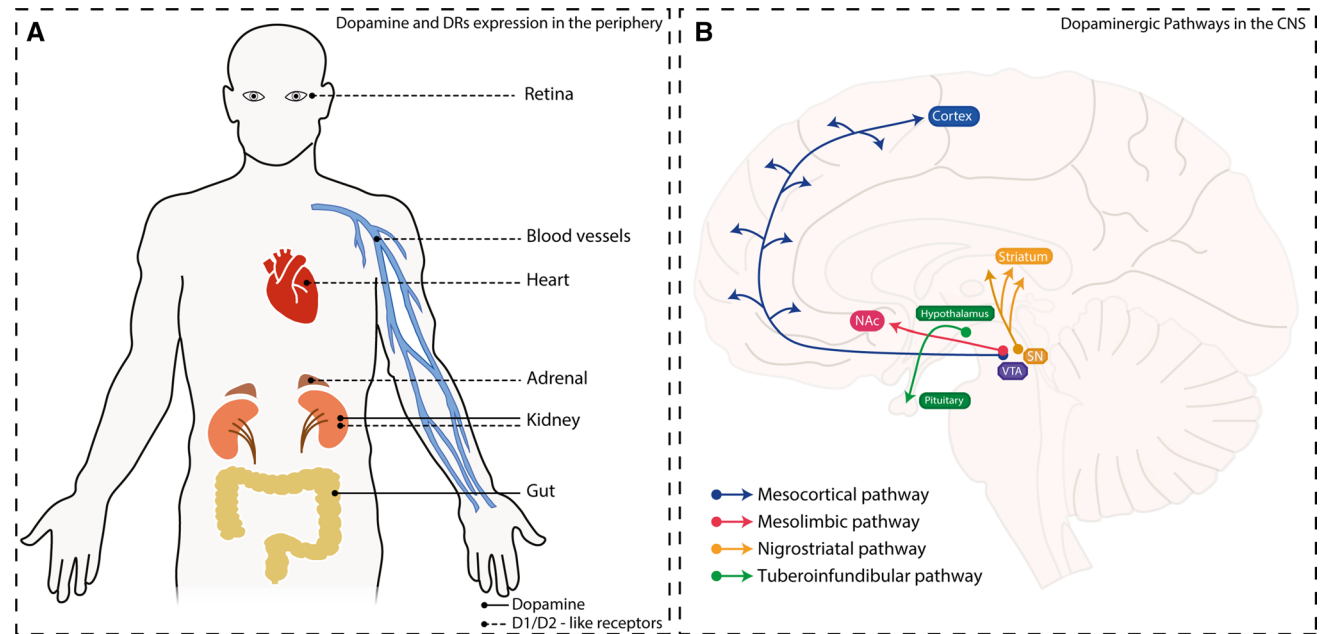 A
Dopamine and DRs expression in the periphery
Retina
Blood vessels
Heart
Adrenal
Kidney
Gut
Dopamine
D1/D2 - like receptors
B
Dopaminergic Pathways in the CNS
Cortex
Striatum
Hypothalamus
NAc
SN
VTA
Pituitary
Mesocortical pathway
Mesolimbic pathway
Nigrostriatal pathway
Tuberoinfundibular pathway